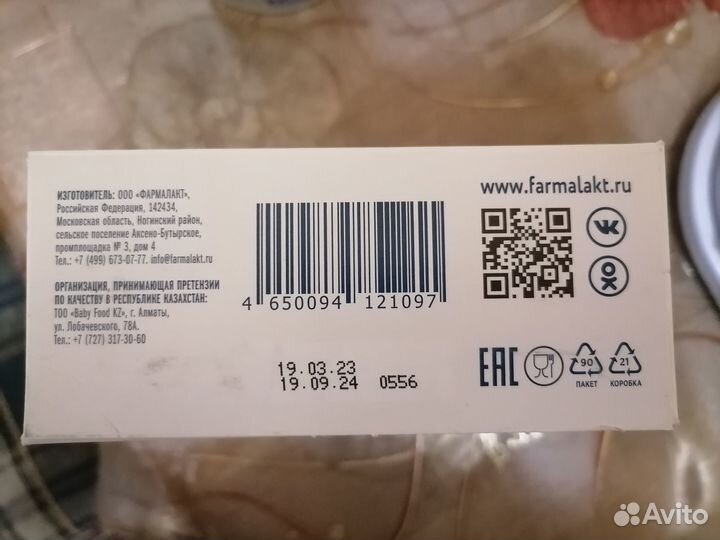 ИЗГОТОВИТЕЛЬ: ООО «ФАРМАЛАКТ»,
Российская Федерация, 142434,
Московская область, Ногинский район,
сельское поселение Аксено-Бутырское,
промплощадка № 3, дом 4
Тел.: +7 (499) 673-07-77. info@farmalakt.ru
ОРГАНИЗАЦИЯ, ПРИНИМАЮЩАЯ ПРЕТЕНЗИИ
ПО КАЧЕСТВУ В РЕСПУБЛИКЕ КАЗАХСТАН:
ТОО «Baby Food KZ», г. Алматы,
ул. Лобачевского, 78А.
Тел.: +7 (727) 317-30-60
4 650094 121097
19.03.23
19.09.24 0556
www.farmalakt.ru
EAC
90
ПАКЕТ
21
КОРОБКА
Avito